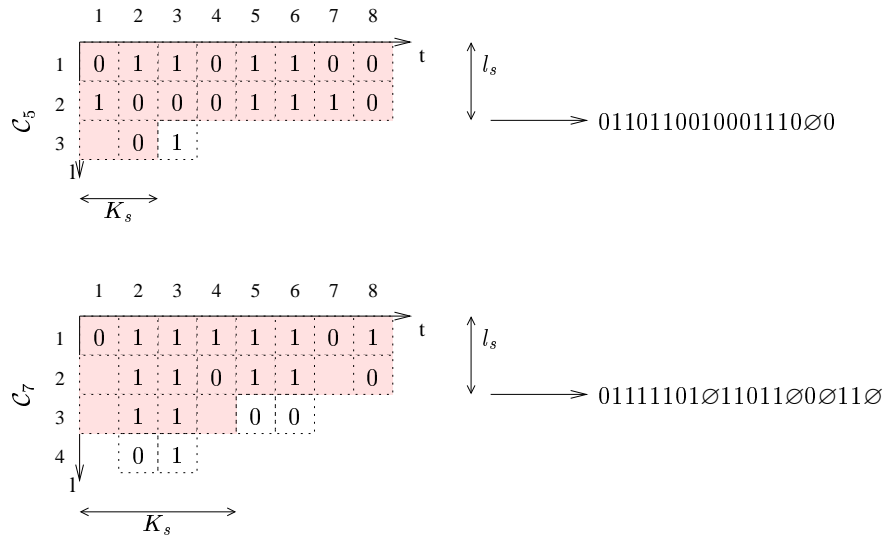 1 2 3 4 5 6 7 8
t
1 0 1 1 0 1 1 0 0
l_s
2 1 0 0 0 1 1 1 0
𝒞_5
0110110010001110∅0
3 0 1
l
K_s
1 2 3 4 5 6 7 8
t
1 0 1 1 1 1 1 0 1
l_s
2 1 1 0 1 1 0
𝒞_7
01111101∅11011∅0∅11∅
3 1 1 0 0
4 0 1
l
K_s